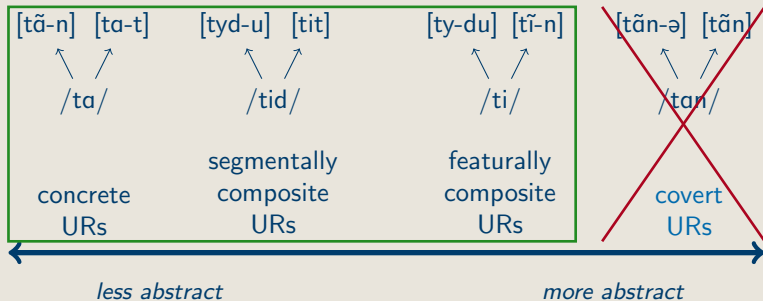 [tɑ̃-n] [tɑ-t] [tyd-u] [tit] [ty-du] [tĩ-n] [tɑ̃n-ə] [tɑ̃n]
/tɑ/ /tid/ /ti/ /tɑn/
concrete URs
segmentally composite URs
featurally composite URs
covert URs
less abstract more abstract